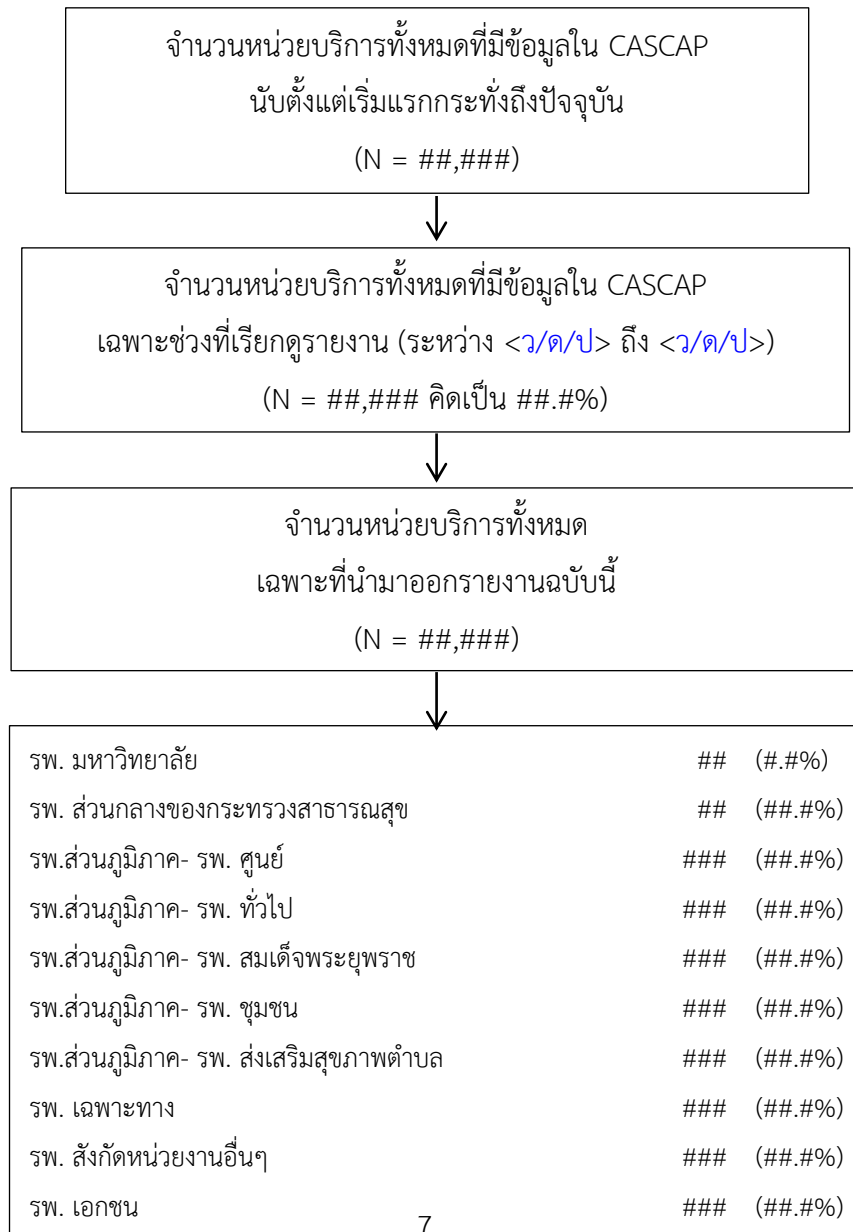 จำนวนหน่วยบริการทั้งหมดที่มีข้อมูลใน CASCAP
นับตั้งแต่เริ่มแรกกระทั่งถึงปัจจุบัน
(N = ##,###)
จำนวนหน่วยบริการทั้งหมดที่มีข้อมูลใน CASCAP
เฉพาะช่วงที่เรียกดูรายงาน (ระหว่าง <ว/ด/ป> ถึง <ว/ด/ป>)
(N = ##,### คิดเป็น ##.#%)
จำนวนหน่วยบริการทั้งหมด
เฉพาะที่นำมาออกรายงานฉบับนี้
(N = ##,###)
รพ. มหาวิทยาลัย ## (#.#%)
รพ. ส่วนกลางของกระทรวงสาธารณสุข ## (##.#%)
รพ.ส่วนภูมิภาค- รพ. ศูนย์ ### (##.#%)
รพ.ส่วนภูมิภาค- รพ. ทั่วไป ### (##.#%)
รพ.ส่วนภูมิภาค- รพ. สมเด็จพระยุพราช ### (##.#%)
รพ.ส่วนภูมิภาค- รพ. ชุมชน ### (##.#%)
รพ.ส่วนภูมิภาค- รพ. ส่งเสริมสุขภาพตำบล ### (##.#%)
รพ. เฉพาะทาง ### (##.#%)
รพ. สังกัดหน่วยงานอื่นๆ ### (##.#%)
รพ. เอกชน ### (##.#%)
7